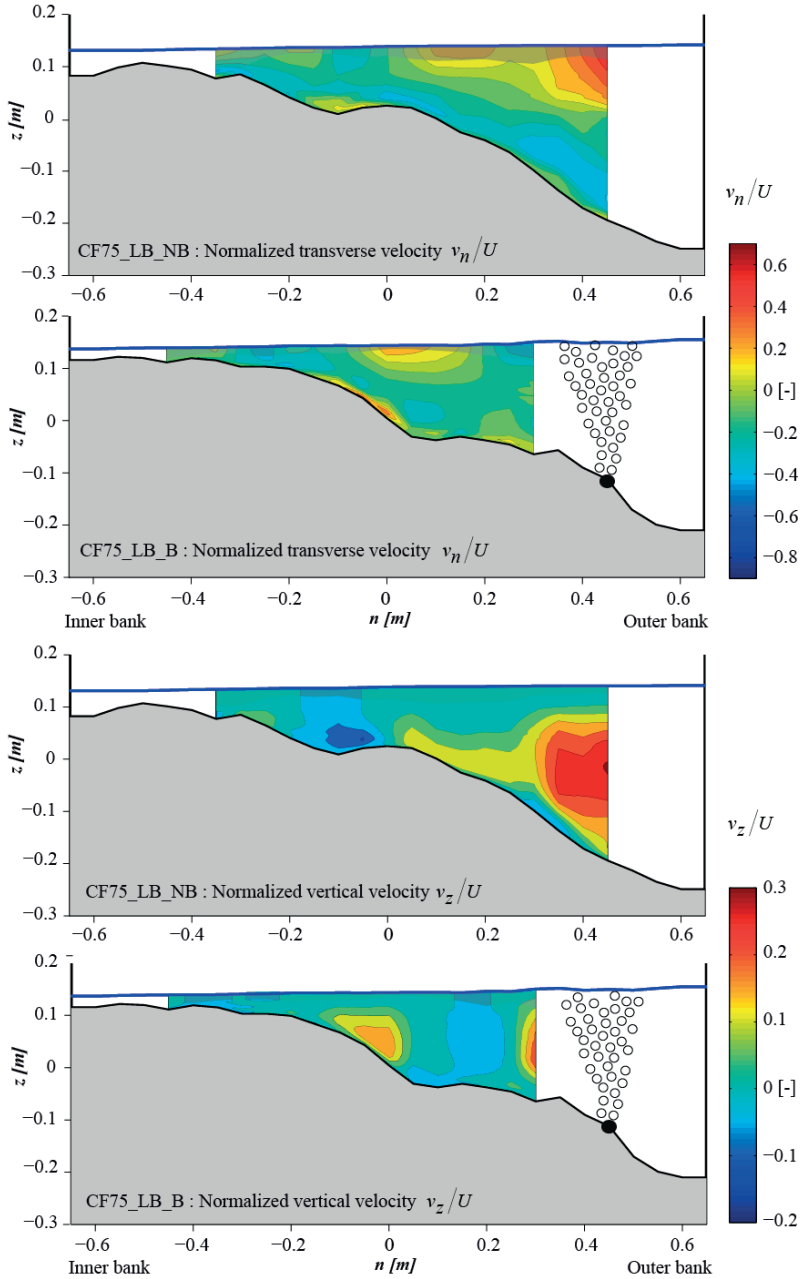 0.2
0.1
0
−0.1
−0.2
−0.3
z [m]
CF75_LB_NB : Normalized transverse velocity v_n/U
−0.6 −0.4 −0.2 0 0.2 0.4 0.6
0.2
0.1
0
−0.1
−0.2
−0.3
z [m]
CF75_LB_B : Normalized transverse velocity v_n/U
−0.6 −0.4 −0.2 0 0.2 0.4 0.6
Inner bank n [m] Outer bank
v_n/U
0.6
0.4
0.2
0 [-]
−0.2
−0.4
−0.6
−0.8
0.2
0.1
0
−0.1
−0.2
−0.3
z [m]
CF75_LB_NB : Normalized vertical velocity v_z/U
−0.6 −0.4 −0.2 0 0.2 0.4 0.6
0.2
0.1
0
−0.1
−0.2
−0.3
z [m]
CF75_LB_B : Normalized vertical velocity v_z/U
−0.6 −0.4 −0.2 0 0.2 0.4 0.6
Inner bank n [m] Outer bank
v_z/U
0.3
0.2
0.1
0 [-]
−0.1
−0.2